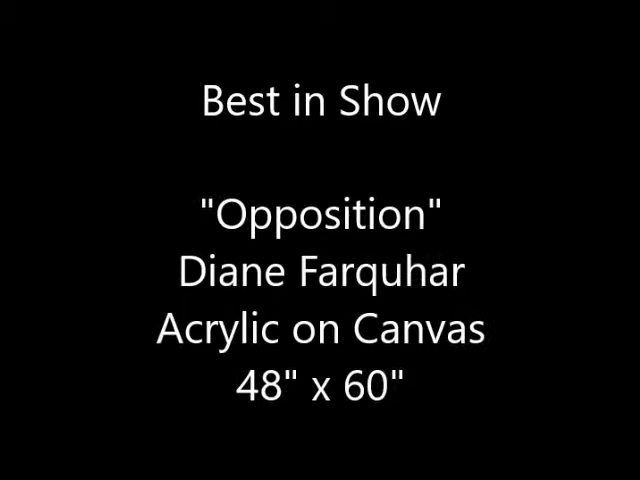 Best in Show
"Opposition"
Diane Farquhar
Acrylic on Canvas
48" x 60"